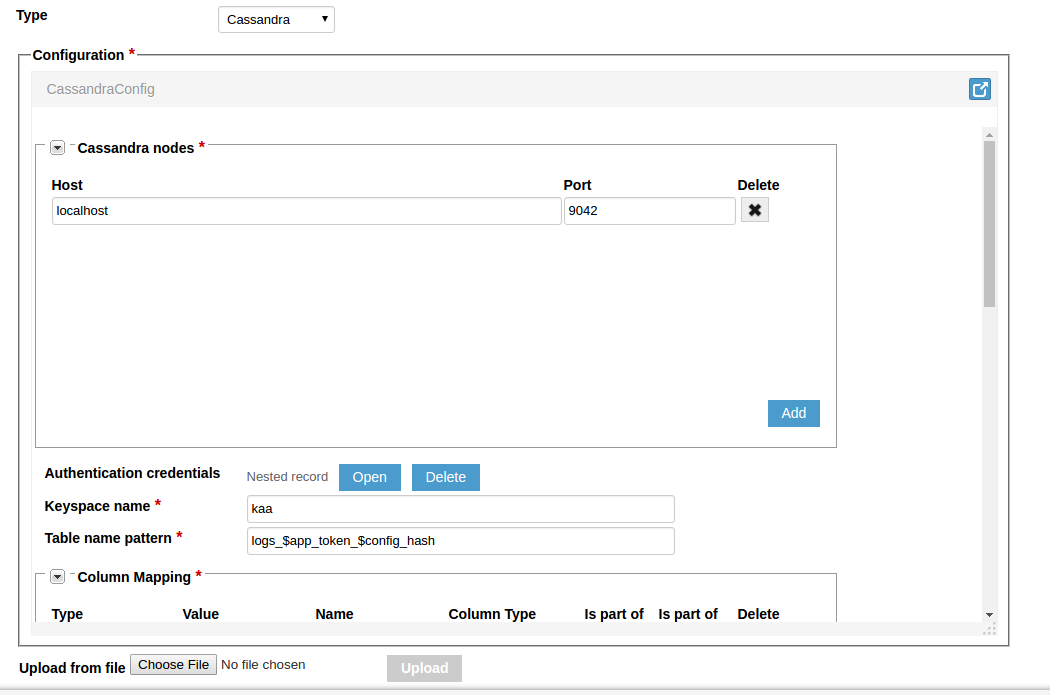 Type Cassandra
Configuration *
CassandraConfig
Cassandra nodes *
Host Port Delete
localhost 9042
Add
Authentication credentials Nested record Open Delete
Keyspace name * kaa
Table name pattern * logs_$app_token_$config_hash
Column Mapping *
Type Value Name Column Type Is part of Is part of Delete
Upload from file Choose File No file chosen Upload